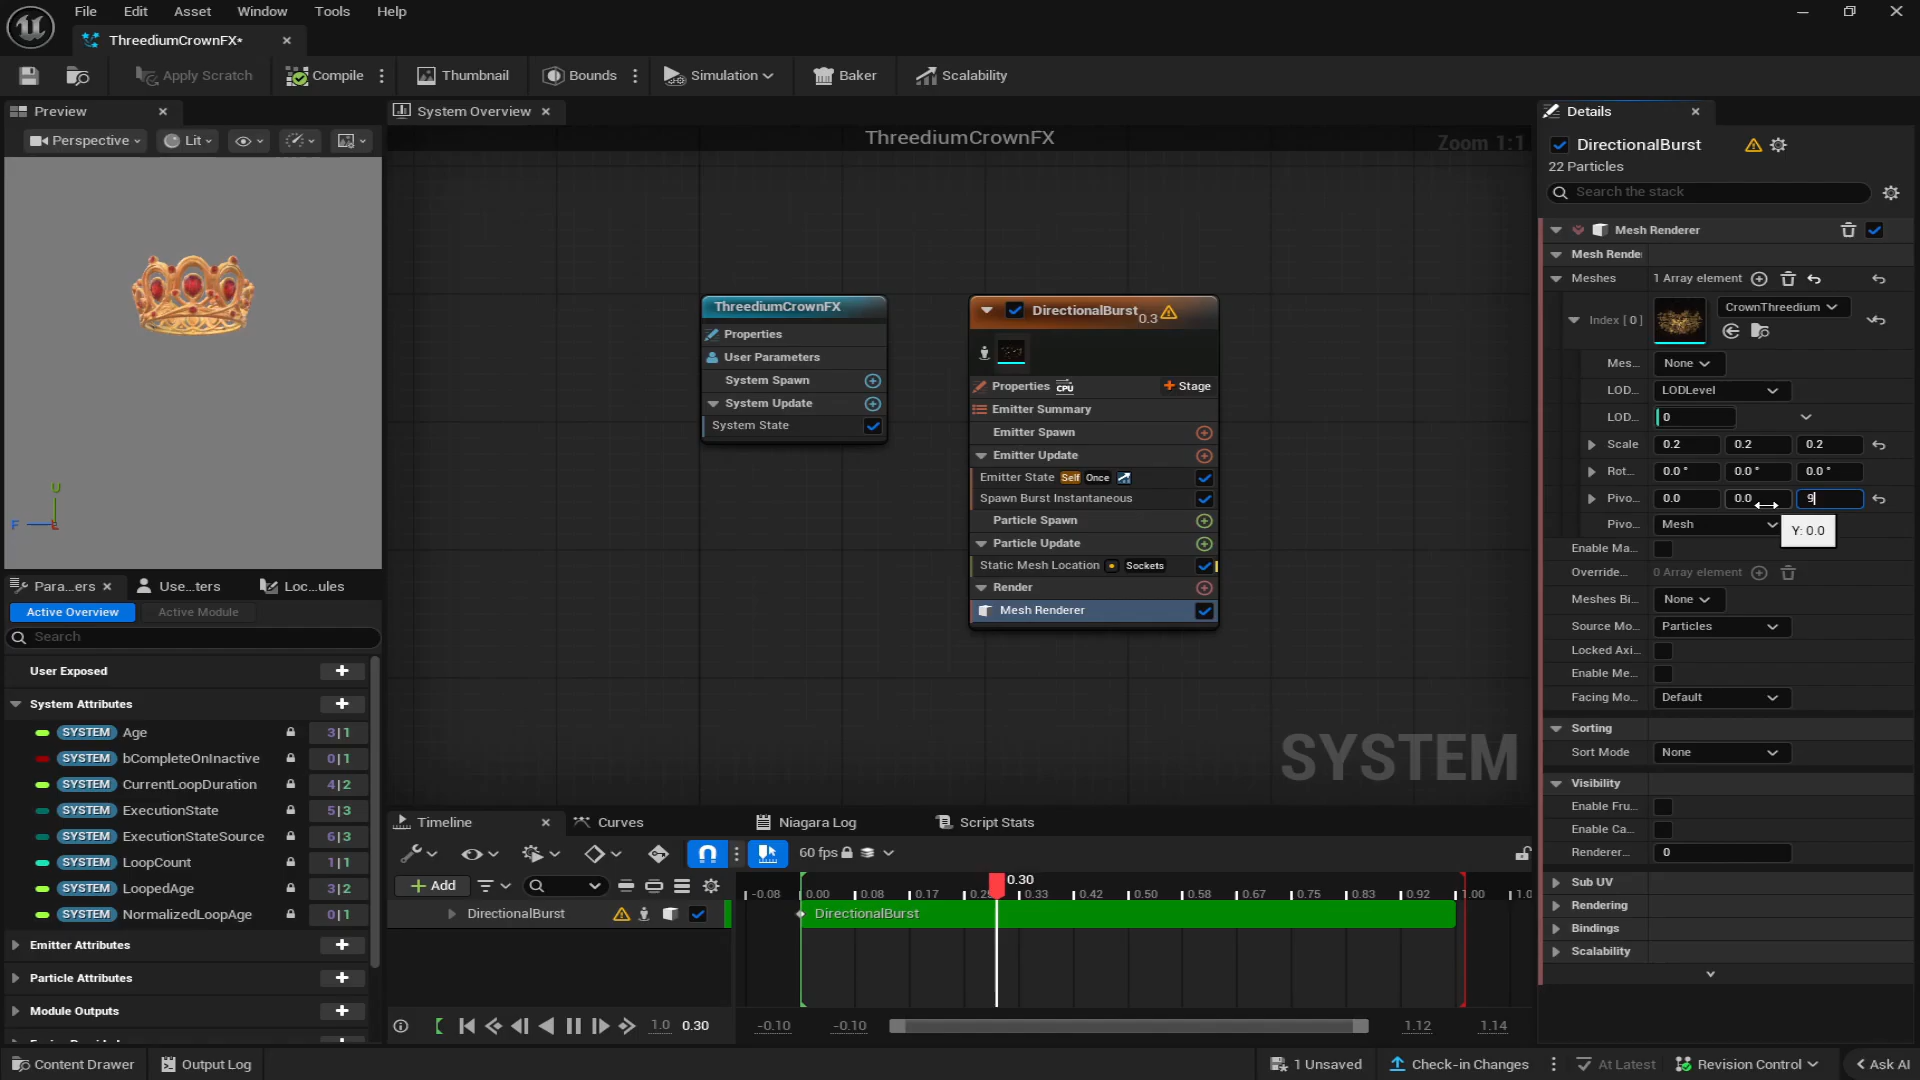 File Edit Asset Window Tools Help
ThreediumCrownFX*
Apply Scratch Compile Thumbnail Bounds Simulation Baker Scalability
Preview
System Overview
Details
Perspective Lit
ThreediumCrownFX
Zoom 1:1
DirectionalBurst
22 Particles
Search the stack
Mesh Renderer
Mesh Rende
Meshes 1 Array element
Index [ 0 ] CrownThreedium
Mes... None
LOD... LODLevel
LOD... 0
Scale 0.2 0.2 0.2
Rot... 0.0 ° 0.0 ° 0.0 °
Pivo... 0.0 0.0 9
Pivo... Mesh
Y: 0.0
Enable Ma...
Override... 0 Array element
Meshes Bi... None
Source Mo... Particles
Locked Axi...
Enable Me...
Facing Mo... Default
Sorting
Sort Mode None
Visibility
Enable Fru...
Enable Ca...
Renderer... 0
Sub UV
Rendering
Bindings
Scalability
ThreediumCrownFX
Properties
User Parameters
System Spawn
System Update
System State
DirectionalBurst 0.3
Properties CPU Stage
Emitter Summary
Emitter Spawn
Emitter Update
Emitter State Self Once
Spawn Burst Instantaneous
Particle Spawn
Particle Update
Static Mesh Location Sockets
Render
Mesh Renderer
SYSTEM
U
F
Para...ers Use...ters Loc...ules
Active Overview Active Module
Search
User Exposed
System Attributes
SYSTEM Age 3|1
SYSTEM bCompleteOnInactive 0|1
SYSTEM CurrentLoopDuration 4|2
SYSTEM ExecutionState 5|3
SYSTEM ExecutionStateSource 6|3
SYSTEM LoopCount 1|1
SYSTEM LoopedAge 3|2
SYSTEM NormalizedLoopAge 0|1
Emitter Attributes
Particle Attributes
Module Outputs
Timeline Curves Niagara Log Script Stats
60 fps
Add
0.30
-0.08 0.00 0.08 0.17 0.25 0.33 0.42 0.50 0.58 0.67 0.75 0.83 0.92 1.00
DirectionalBurst
DirectionalBurst
1.0 0.30 -0.10 -0.10 1.12 1.14
Content Drawer Output Log 1 Unsaved Check-in Changes At Latest Revision Control < Ask AI